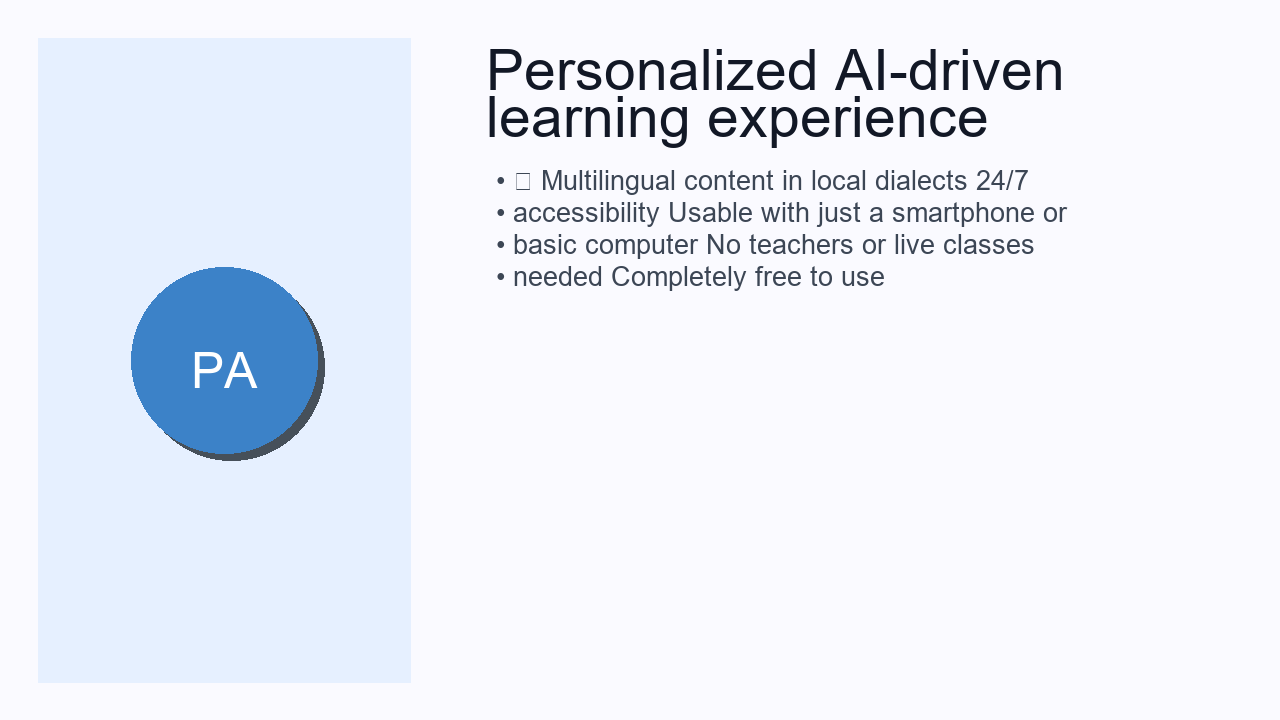 PA
Personalized AI-driven
learning experience
• □ Multilingual content in local dialects 24/7
• accessibility Usable with just a smartphone or
• basic computer No teachers or live classes
• needed Completely free to use